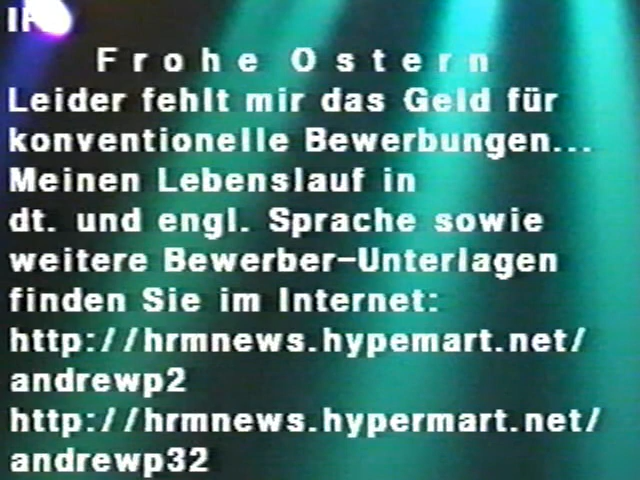 Frohe Ostern
Leider fehlt mir das Geld für
konventionelle Bewerbungen...
Meinen Lebenslauf in
dt. und engl. Sprache sowie
weitere Bewerber-Unterlagen
finden Sie im Internet:
http://hrmnews.hypemart.net/
andrewp2
http://hrmnews.hypermart.net/
andrewp32